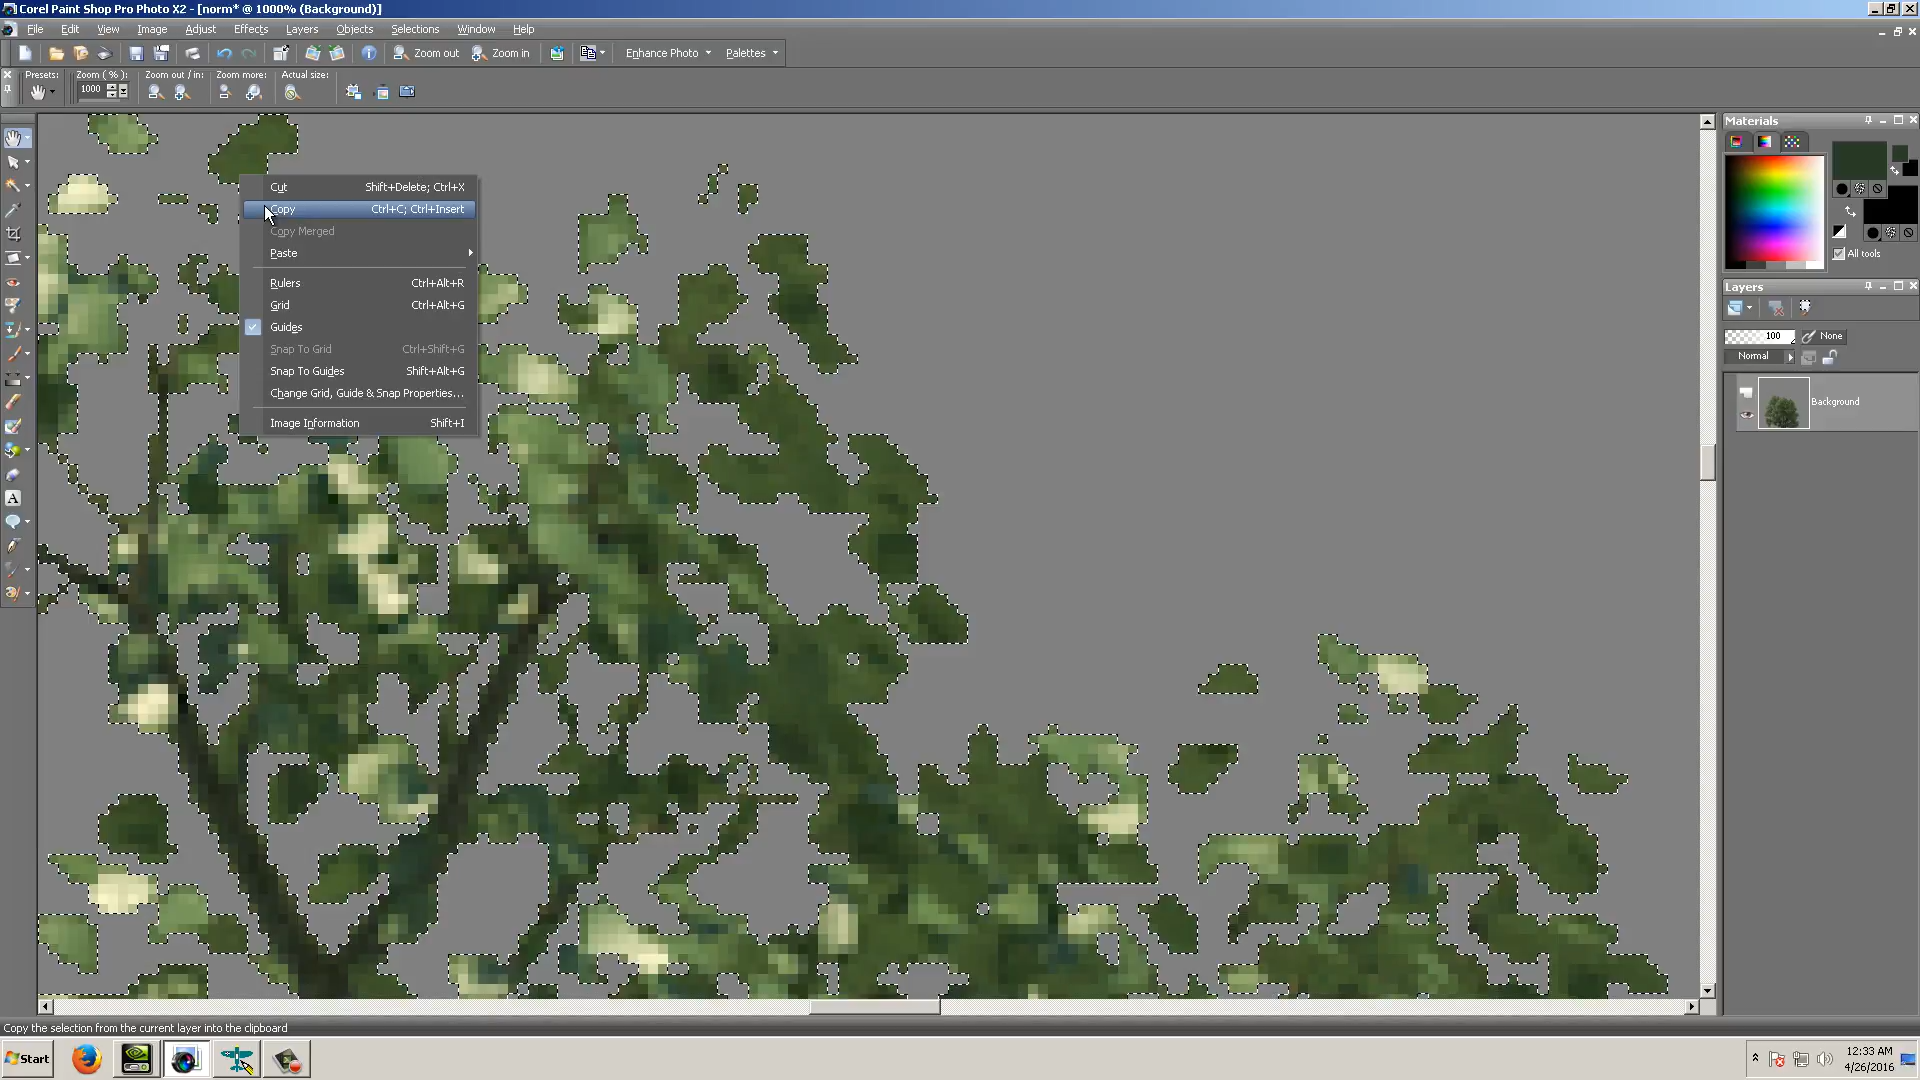 Corel Paint Shop Pro Photo X2 - [norm* @ 1000% (Background)]
File Edit View Image Adjust Effects Layers Objects Selections Window Help
Zoom out Zoom in Enhance Photo Palettes
Presets: Zoom ( % ): Zoom out / in: Zoom more: Actual size:
1000
Cut Shift+Delete; Ctrl+X
Copy Ctrl+C; Ctrl+Insert
Copy Merged
Paste
Rulers Ctrl+Alt+R
Grid Ctrl+Alt+G
Guides
Snap To Grid Ctrl+Shift+G
Snap To Guides Shift+Alt+G
Change Grid, Guide & Snap Properties...
Image Information Shift+I
Materials
All tools
Layers
100 None
Normal
Background
A
Copy the selection from the current layer into the clipboard
Start
12:33 AM
4/26/2016